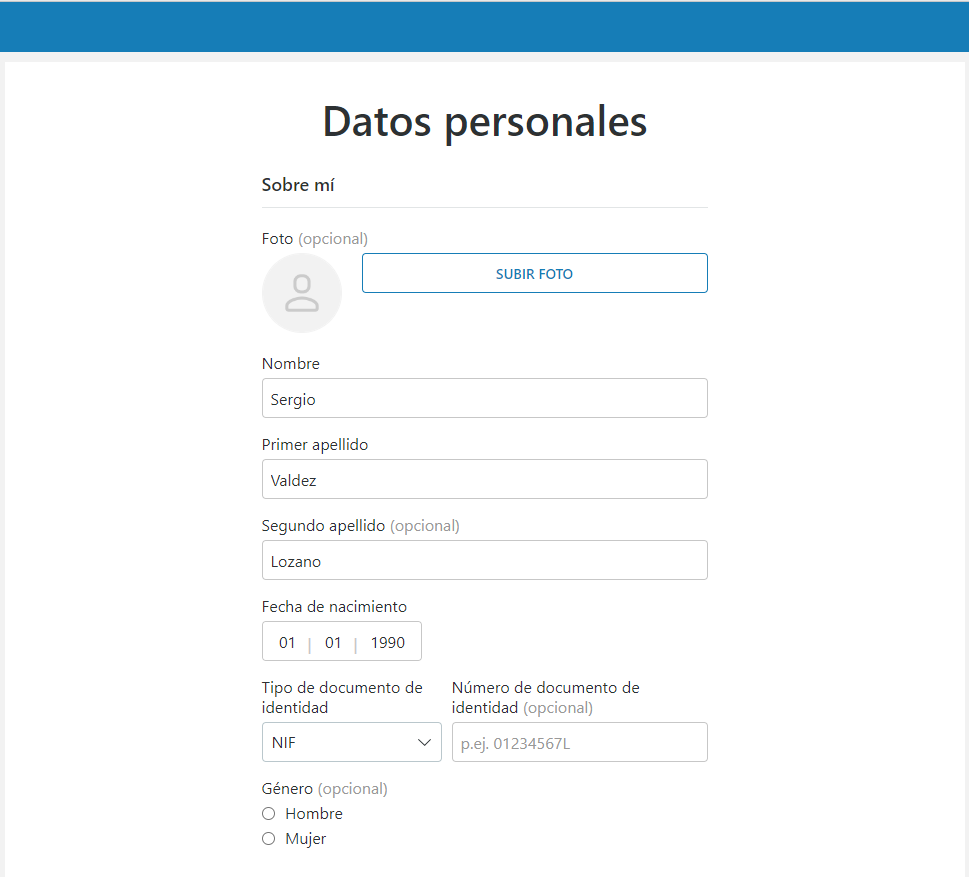 Datos personales
Sobre mí
Foto (opcional)
SUBIR FOTO
Nombre
Sergio
Primer apellido
Valdez
Segundo apellido (opcional)
Lozano
Fecha de nacimiento
01 | 01 | 1990
Tipo de documento de
identidad
Número de documento de
identidad (opcional)
NIF
p.ej. 01234567L
Género (opcional)
Hombre
Mujer